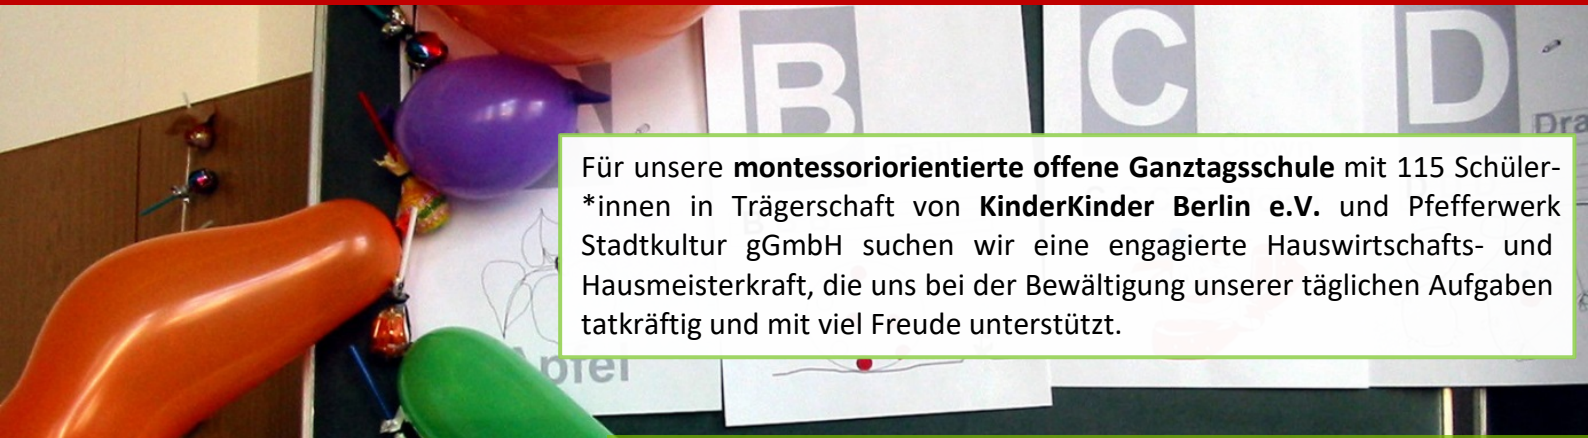 B
C
D
Dra
Für unsere montessoriorientierte offene Ganztagsschule mit 115 Schüler-
*innen in Trägerschaft von KinderKinder Berlin e.V. und Pfefferwerk
Stadtkultur gGmbH suchen wir eine engagierte Hauswirtschafts- und
Hausmeisterkraft, die uns bei der Bewältigung unserer täglichen Aufgaben
tatkräftig und mit viel Freude unterstützt.
Apfel